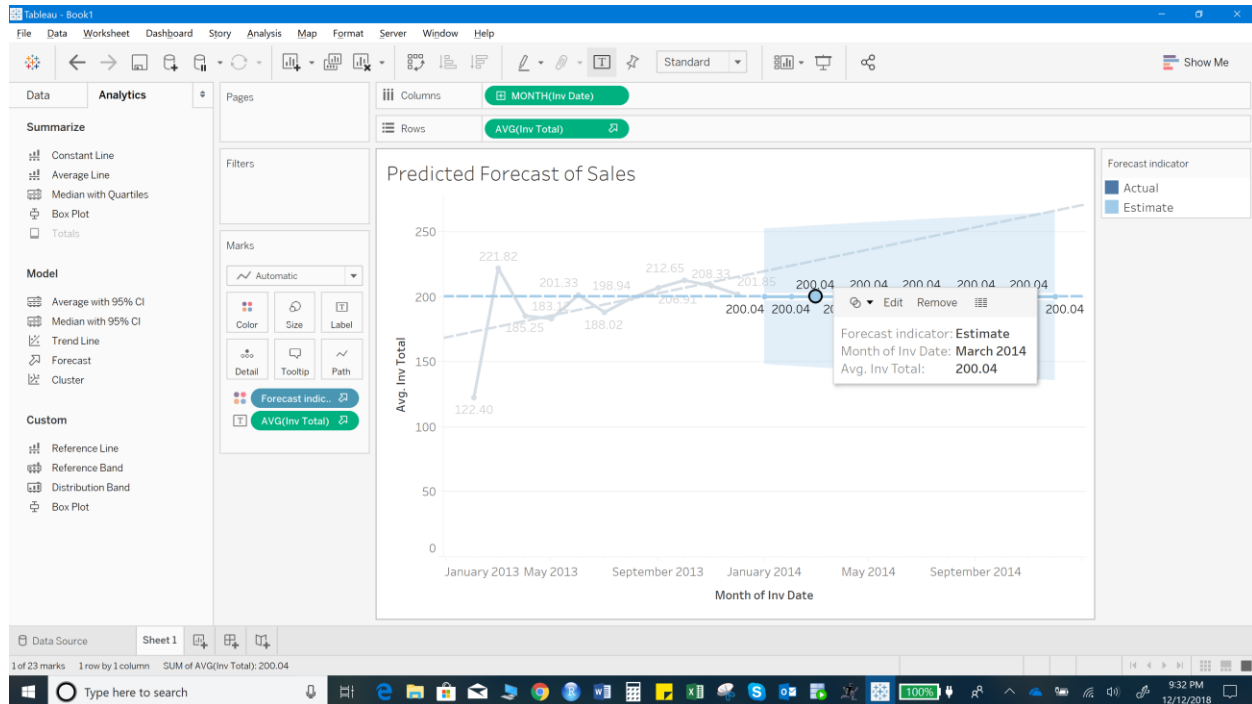 Tableau - Book1
File Data Worksheet Dashboard Story Analysis Map Format Server Window Help
Standard
Show Me
Data Analytics
Pages
Columns MONTH(Inv Date)
Rows AVG(Inv Total)
Summarize
Constant Line
Average Line
Median with Quartiles
Box Plot
Totals
Model
Average with 95% CI
Median with 95% CI
Trend Line
Forecast
Cluster
Custom
Reference Line
Reference Band
Distribution Band
Box Plot
Filters
Marks
Automatic
Color Size Label
Detail Tooltip Path
Forecast indic..
AVG(Inv Total)
Predicted Forecast of Sales
Avg. Inv Total
250
200
150
100
50
0
221.82
201.33 198.94 212.65 208.33 201.85
185.25 188.02
122.40
200.04 200.04 200.04 200.04 200.04
200.04 200.04 200.04
Edit Remove
Forecast indicator: Estimate
Month of Inv Date: March 2014
Avg. Inv Total: 200.04
January 2013 May 2013 September 2013 January 2014 May 2014 September 2014
Month of Inv Date
Forecast indicator
Actual
Estimate
Data Source Sheet 1
1 of 23 marks 1 row by 1 column SUM of AVG(Inv Total): 200.04
Type here to search
100%
9:32 PM
12/12/2018